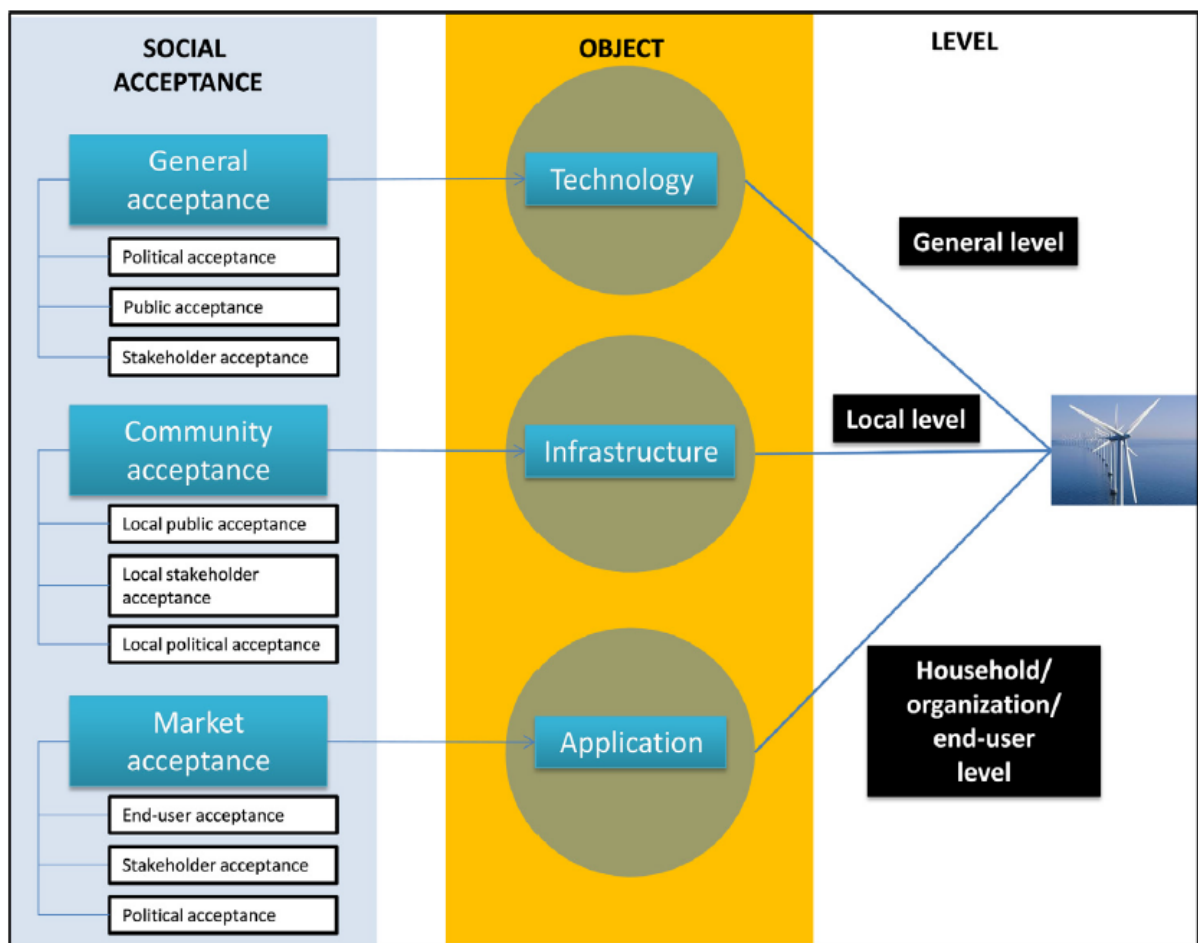 SOCIAL
ACCEPTANCE
OBJECT
LEVEL
General
acceptance
Political acceptance
Public acceptance
Stakeholder acceptance
Technology
General level
Community
acceptance
Local public acceptance
Local stakeholder
acceptance
Local political acceptance
Infrastructure
Local level
Market
acceptance
End-user acceptance
Stakeholder acceptance
Political acceptance
Application
Household/
organization/
end-user
level